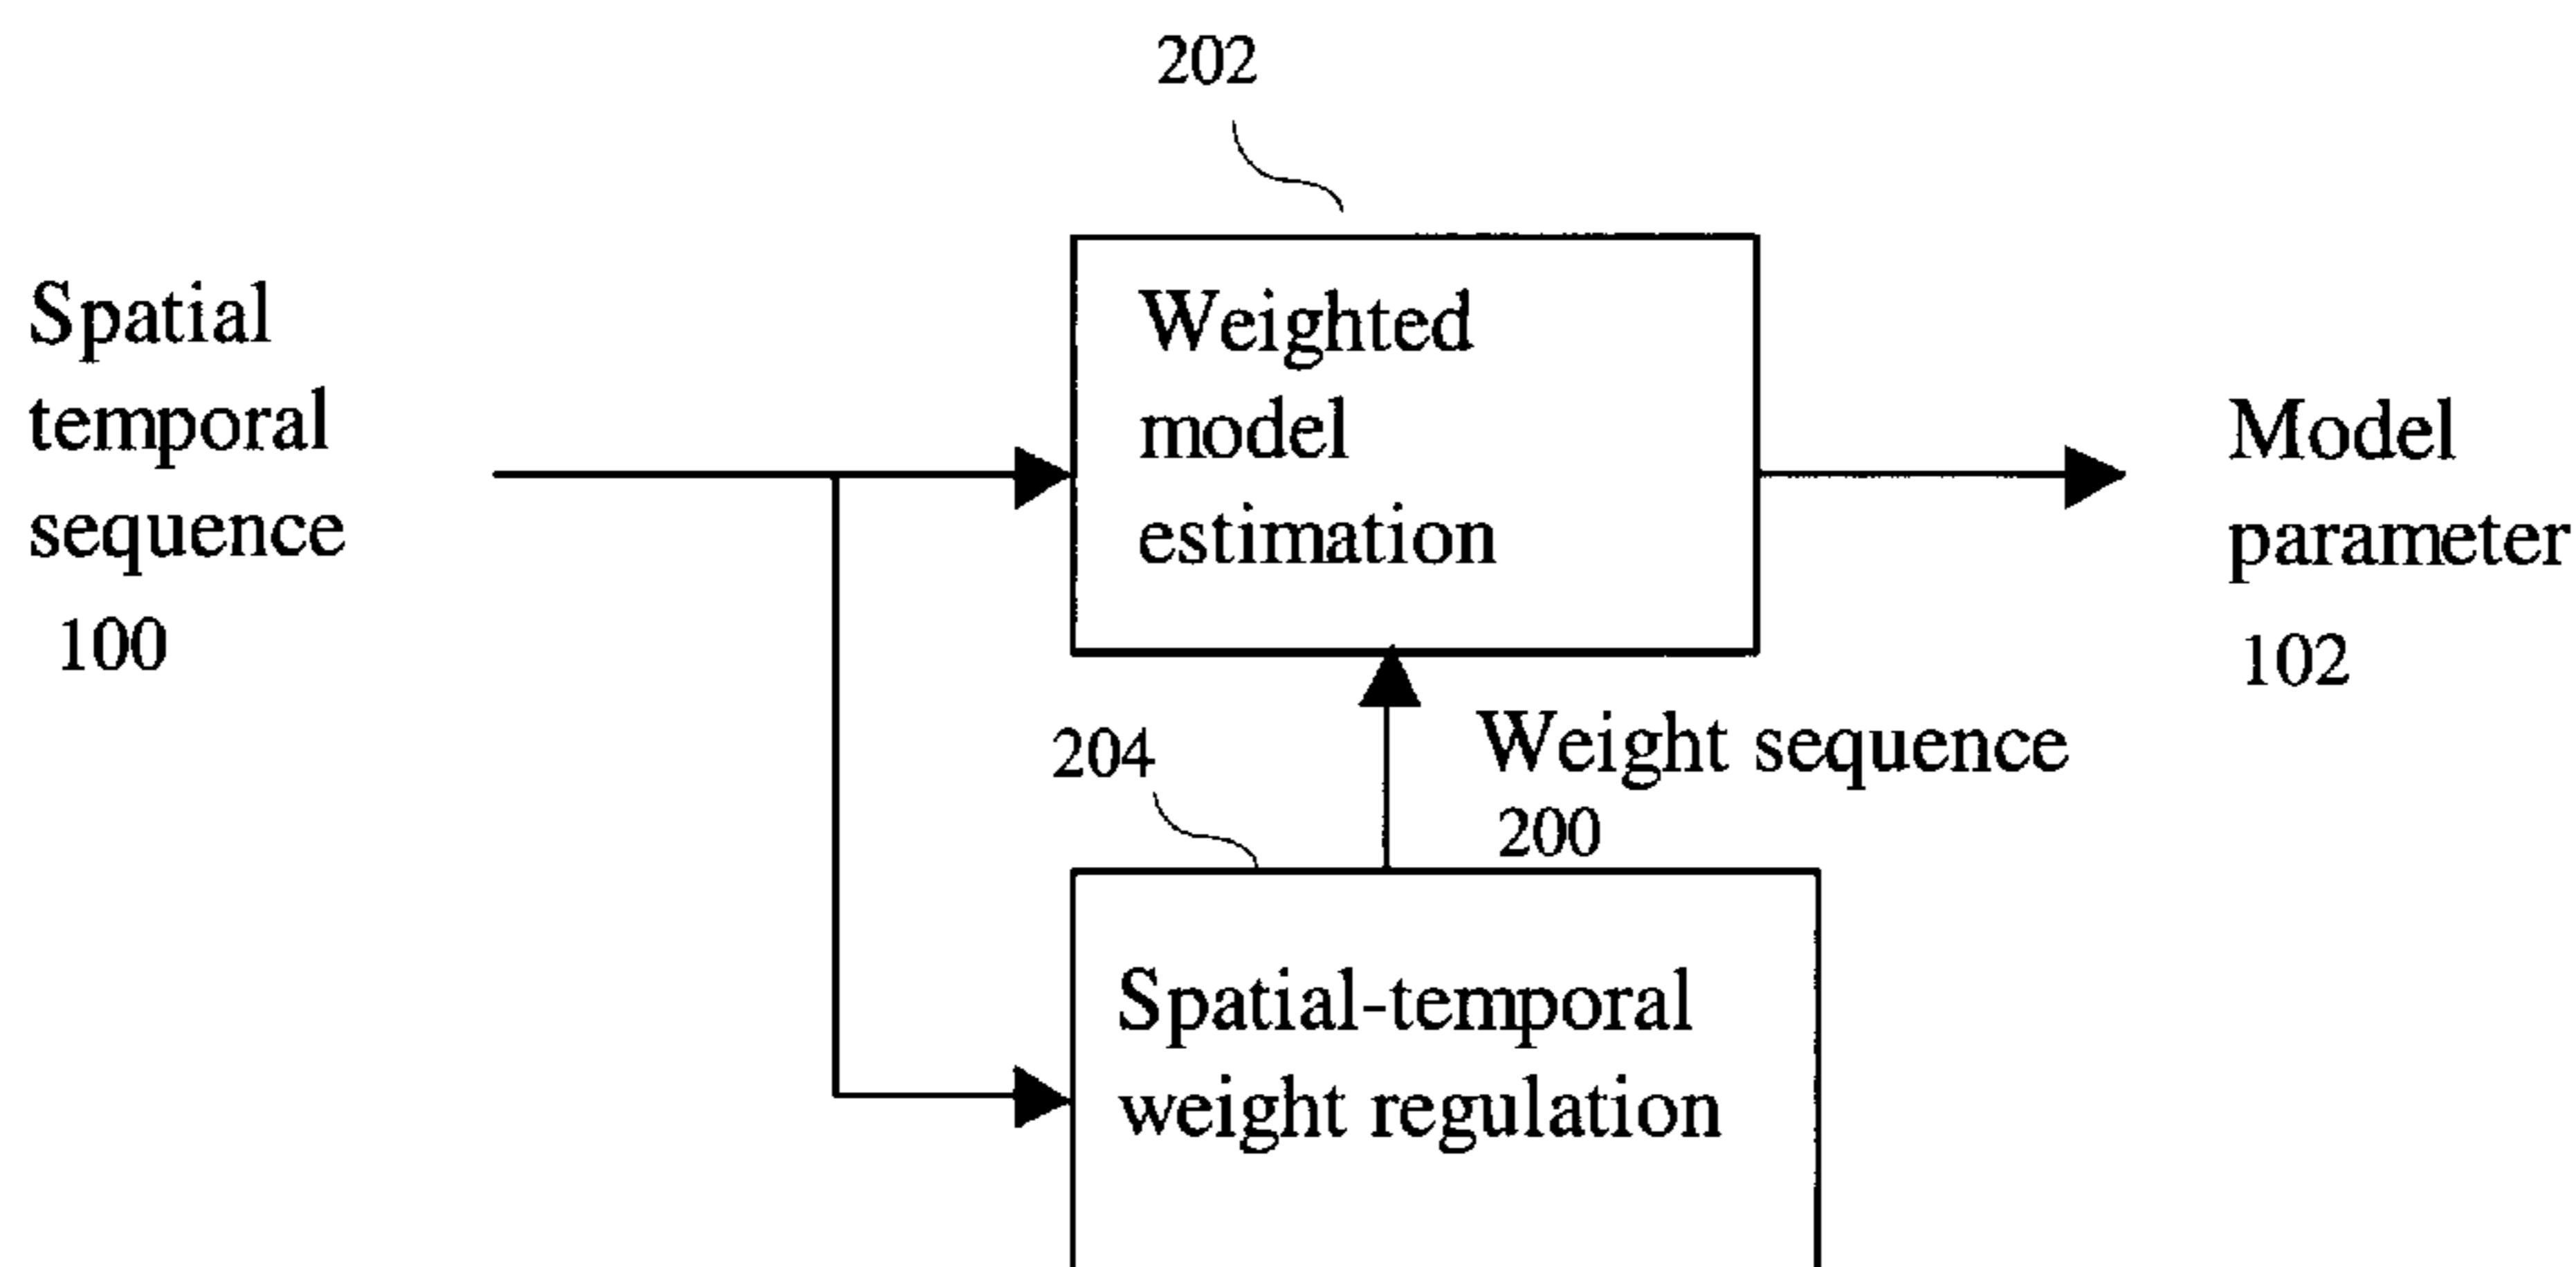 202
Spatial
temporal
sequence
100
Weighted
model
estimation
Model
parameter
102
204
Weight sequence
200
Spatial-temporal
weight regulation